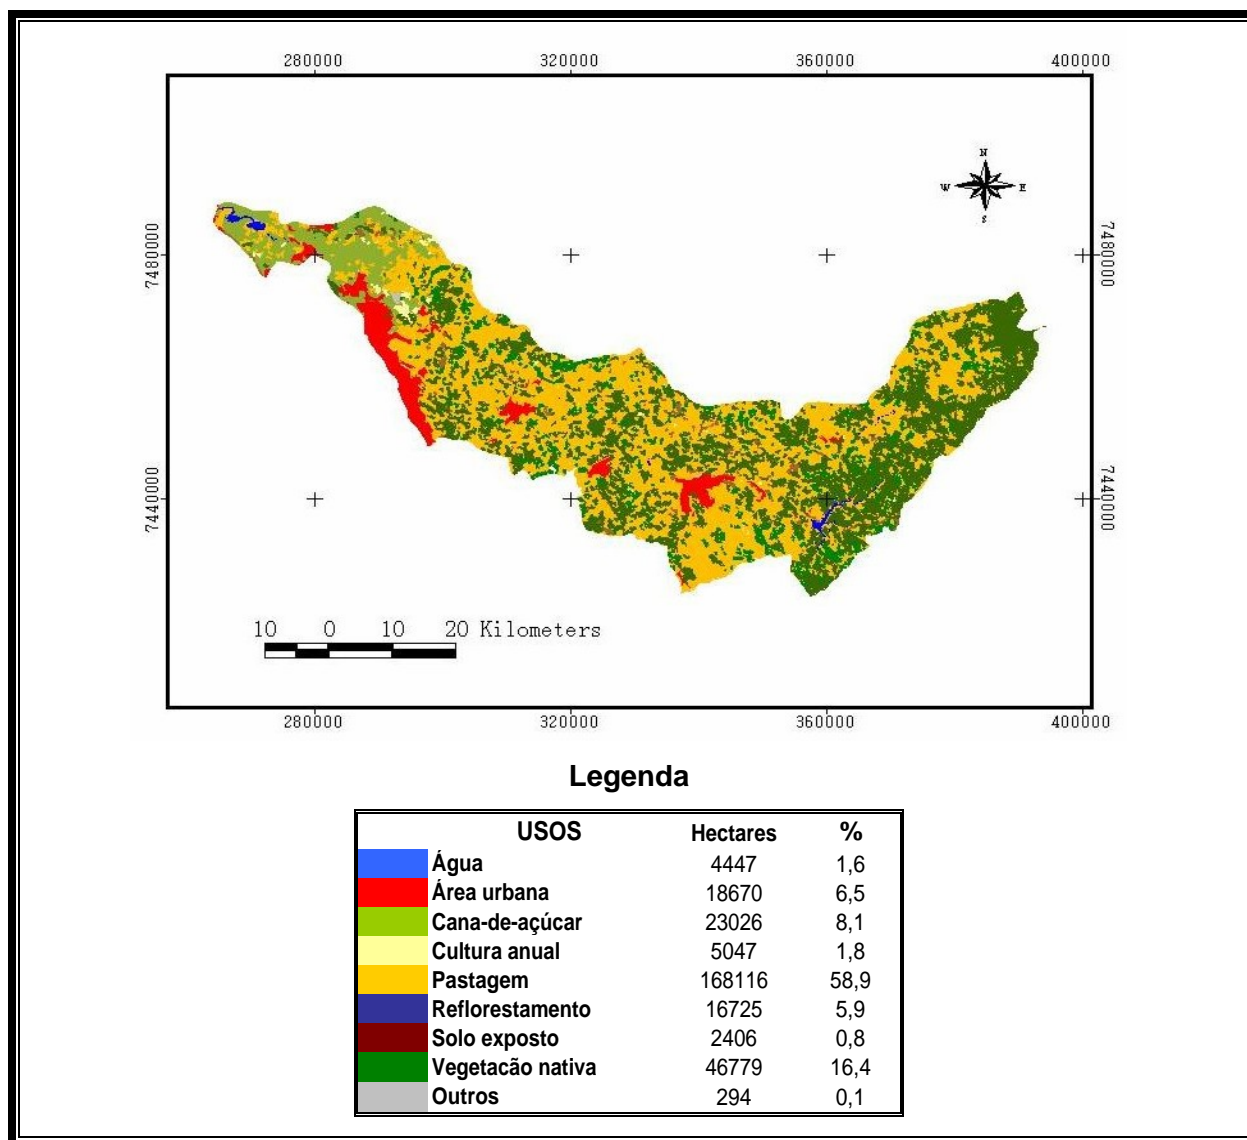 280000 320000 360000 400000
N
W E
S
7480000 7480000
7440000 7440000
10 0 10 20 Kilometers
280000 320000 360000 400000
Legenda
USOS Hectares %
Água 4447 1,6
Área urbana 18670 6,5
Cana-de-açúcar 23026 8,1
Cultura anual 5047 1,8
Pastagem 168116 58,9
Reflorestamento 16725 5,9
Solo exposto 2406 0,8
Vegetacão nativa 46779 16,4
Outros 294 0,1